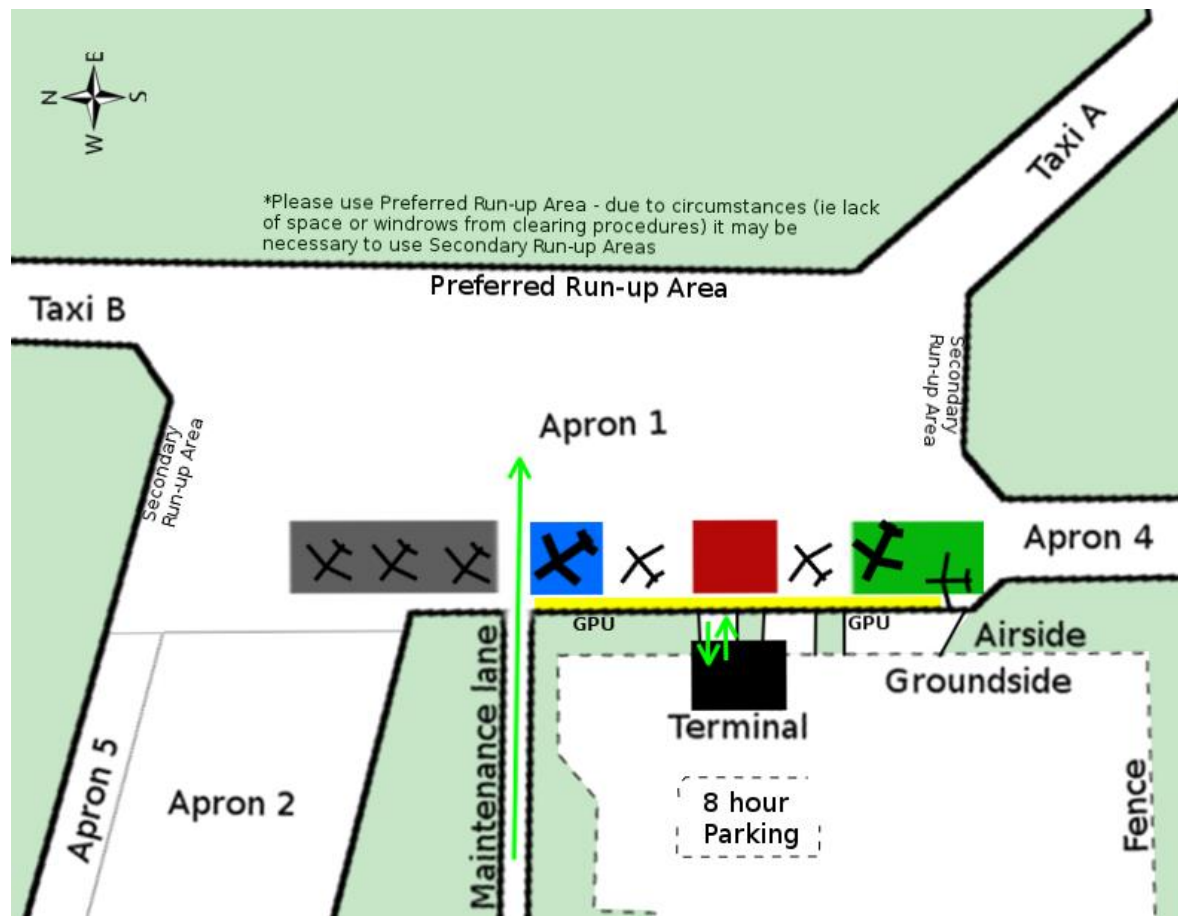 E
N
S
W
Taxi A
*Please use Preferred Run-up Area - due to circumstances (ie lack
of space or windrows from clearing procedures) it may be
necessary to use Secondary Run-up Areas
Preferred Run-up Area
Taxi B
Secondary
Run-up Area
Apron 1
Secondary
Run-up Area
Apron 4
GPU
GPU
Airside
Groundside
Maintenance lane
Terminal
Apron 5
Apron 2
8 hour
Parking
Fence